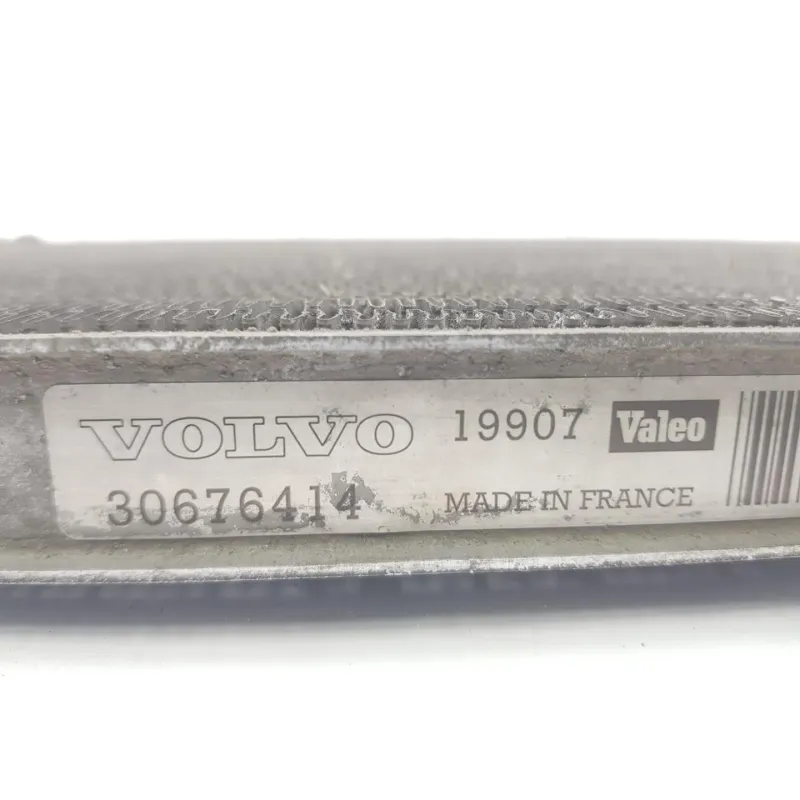 VOLVO 19907 Valeo
30676414 MADE IN FRANCE